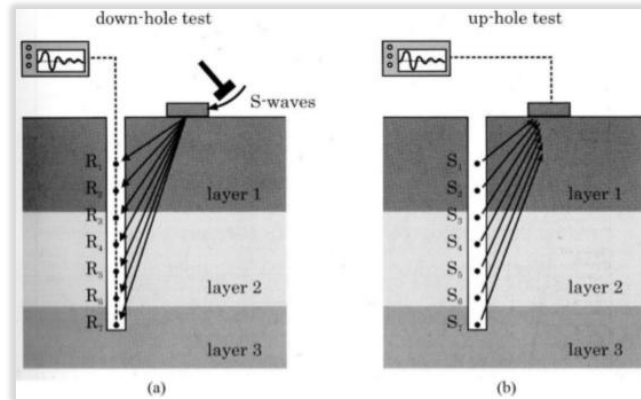 down-hole test
S-waves
R₁
R₂
R₃
R₄
R₅
R₆
R₇
layer 1
layer 2
layer 3
(a)
up-hole test
S₁
S₂
S₃
S₄
S₅
S₆
S₇
layer 1
layer 2
layer 3
(b)